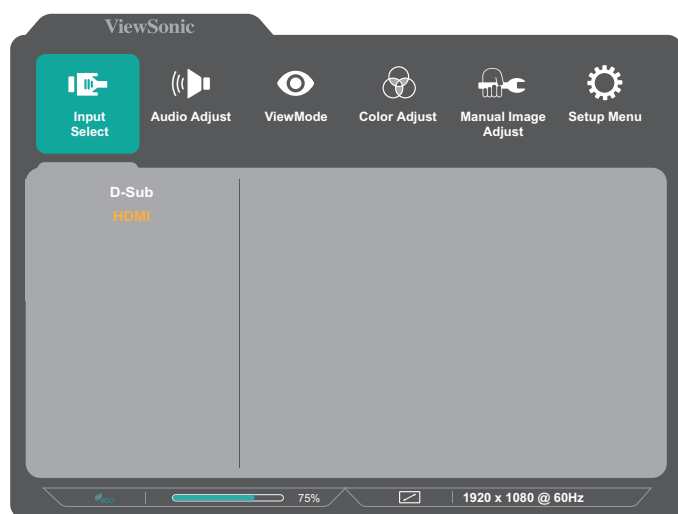 ViewSonic
Input
Select
Audio Adjust
ViewMode
Color Adjust
Manual Image
Adjust
Setup Menu
D-Sub
HDMI
eco
75%
1920 x 1080 @ 60Hz